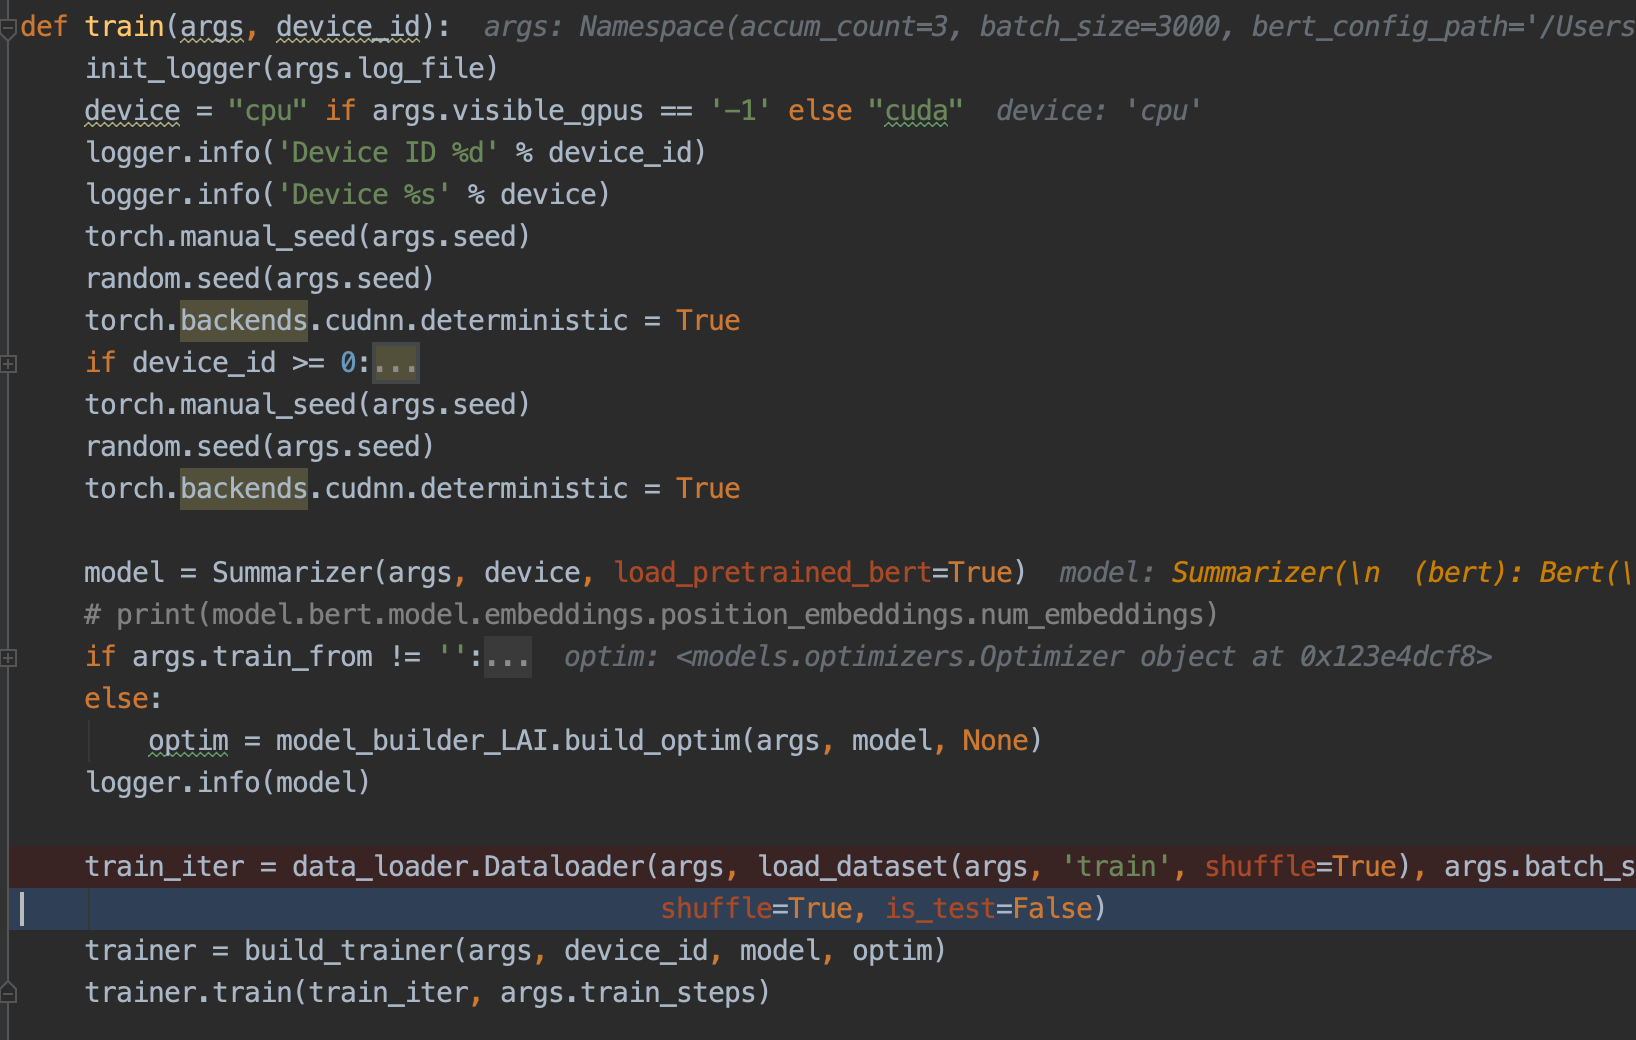 def train(args, device_id):  args: Namespace(accum_count=3, batch_size=3000, bert_config_path='/Users
    init_logger(args.log_file)
    device = "cpu" if args.visible_gpus == '-1' else "cuda"  device: 'cpu'
    logger.info('Device ID %d' % device_id)
    logger.info('Device %s' % device)
    torch.manual_seed(args.seed)
    random.seed(args.seed)
    torch.backends.cudnn.deterministic = True
    if device_id >= 0:...
    torch.manual_seed(args.seed)
    random.seed(args.seed)
    torch.backends.cudnn.deterministic = True
    model = Summarizer(args, device, load_pretrained_bert=True)  model: Summarizer(\n  (bert): Bert(\
    # print(model.bert.model.embeddings.position_embeddings.num_embeddings)
    if args.train_from != '':...  optim: <models.optimizers.Optimizer object at 0x123e4dcf8>
    else:
        optim = model_builder_LAI.build_optim(args, model, None)
    logger.info(model)
    train_iter = data_loader.Dataloader(args, load_dataset(args, 'train', shuffle=True), args.batch_s
                                        shuffle=True, is_test=False)
    trainer = build_trainer(args, device_id, model, optim)
    trainer.train(train_iter, args.train_steps)